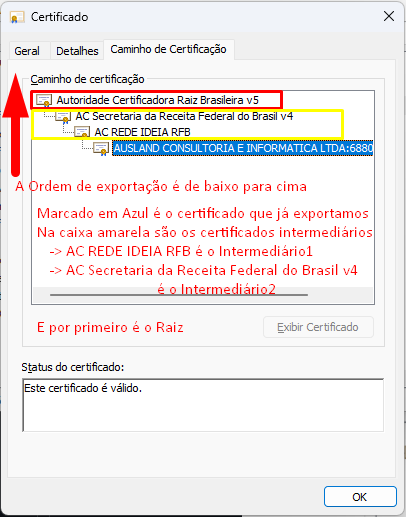 Certificado
Geral
Detalhes
Caminho de Certificação
Caminho de certificação
Autoridade Certificadora Raiz Brasileira v5
AC Secretaria da Receita Federal do Brasil v4
AC REDE IDEIA RFB
AUSLAND CONSULTORIA E INFORMATICA LTDA:6880
A Ordem de exportação é de baixo para cima
Marcado em Azul é o certificado que já exportamos
Na caixa amarela são os certificados intermediários
-> AC REDE IDEIA RFB é o Intermediário1
-> AC Secretaria da Receita Federal do Brasil v4
é o Intermediário2
E por primeiro é o Raiz
Exibir Certificado
Status do certificado:
Este certificado é válido.
OK